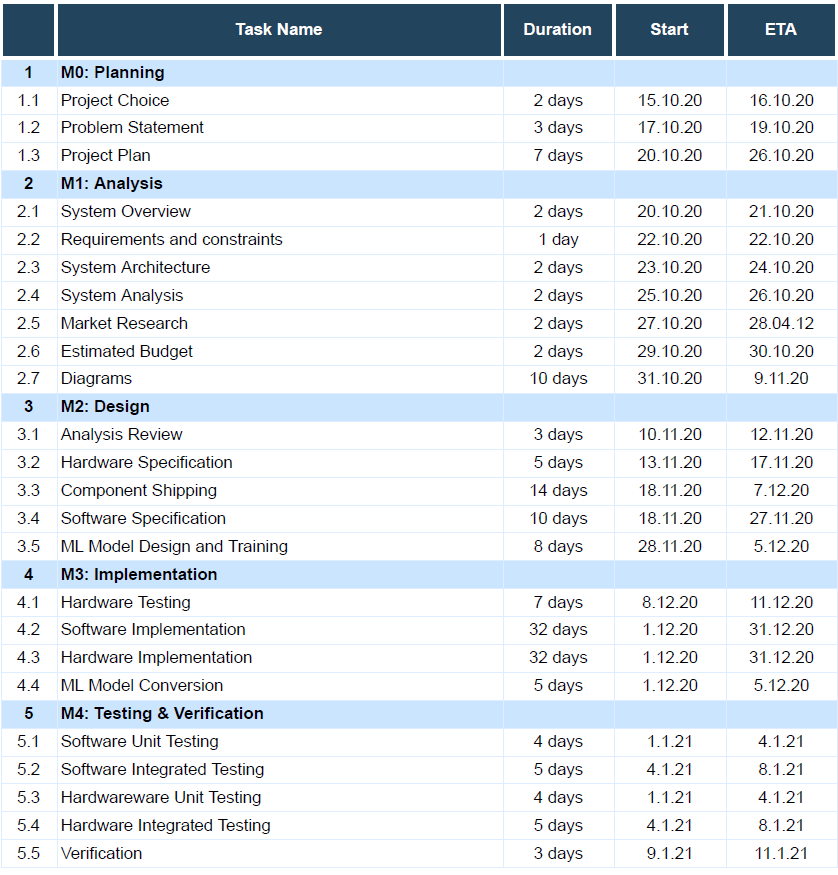 Task Name Duration Start ETA
1 M0: Planning
1.1 Project Choice 2 days 15.10.20 16.10.20
1.2 Problem Statement 3 days 17.10.20 19.10.20
1.3 Project Plan 7 days 20.10.20 26.10.20
2 M1: Analysis
2.1 System Overview 2 days 20.10.20 21.10.20
2.2 Requirements and constraints 1 day 22.10.20 22.10.20
2.3 System Architecture 2 days 23.10.20 24.10.20
2.4 System Analysis 2 days 25.10.20 26.10.20
2.5 Market Research 2 days 27.10.20 28.04.12
2.6 Estimated Budget 2 days 29.10.20 30.10.20
2.7 Diagrams 10 days 31.10.20 9.11.20
3 M2: Design
3.1 Analysis Review 3 days 10.11.20 12.11.20
3.2 Hardware Specification 5 days 13.11.20 17.11.20
3.3 Component Shipping 14 days 18.11.20 7.12.20
3.4 Software Specification 10 days 18.11.20 27.11.20
3.5 ML Model Design and Training 8 days 28.11.20 5.12.20
4 M3: Implementation
4.1 Hardware Testing 7 days 8.12.20 11.12.20
4.2 Software Implementation 32 days 1.12.20 31.12.20
4.3 Hardware Implementation 32 days 1.12.20 31.12.20
4.4 ML Model Conversion 5 days 1.12.20 5.12.20
5 M4: Testing & Verification
5.1 Software Unit Testing 4 days 1.1.21 4.1.21
5.2 Software Integrated Testing 5 days 4.1.21 8.1.21
5.3 Hardwareware Unit Testing 4 days 1.1.21 4.1.21
5.4 Hardware Integrated Testing 5 days 4.1.21 8.1.21
5.5 Verification 3 days 9.1.21 11.1.21